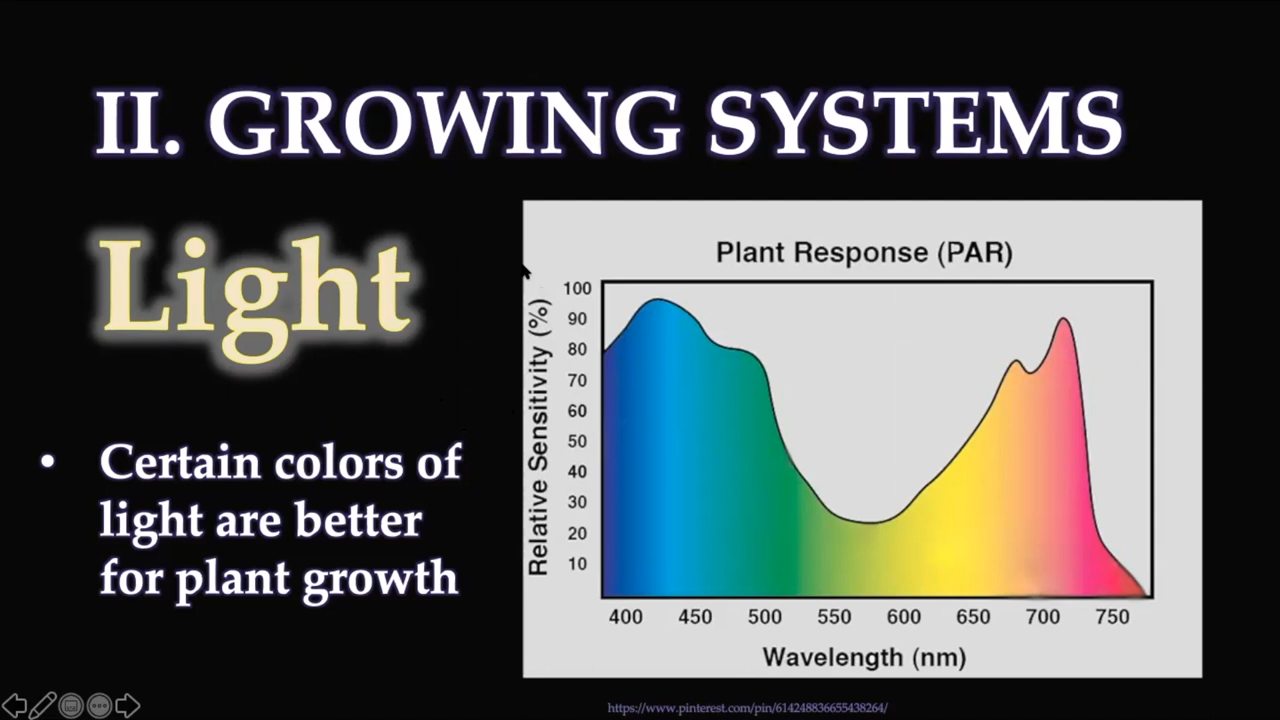 II. GROWING SYSTEMS
Light
• Certain colors of
light are better
for plant growth
Plant Response (PAR)
Relative Sensitivity (%)
100
90
80
70
60
50
40
30
20
10
400 450 500 550 600 650 700 750
Wavelength (nm)
https://www.pinterest.com/pin/614248836655438264/